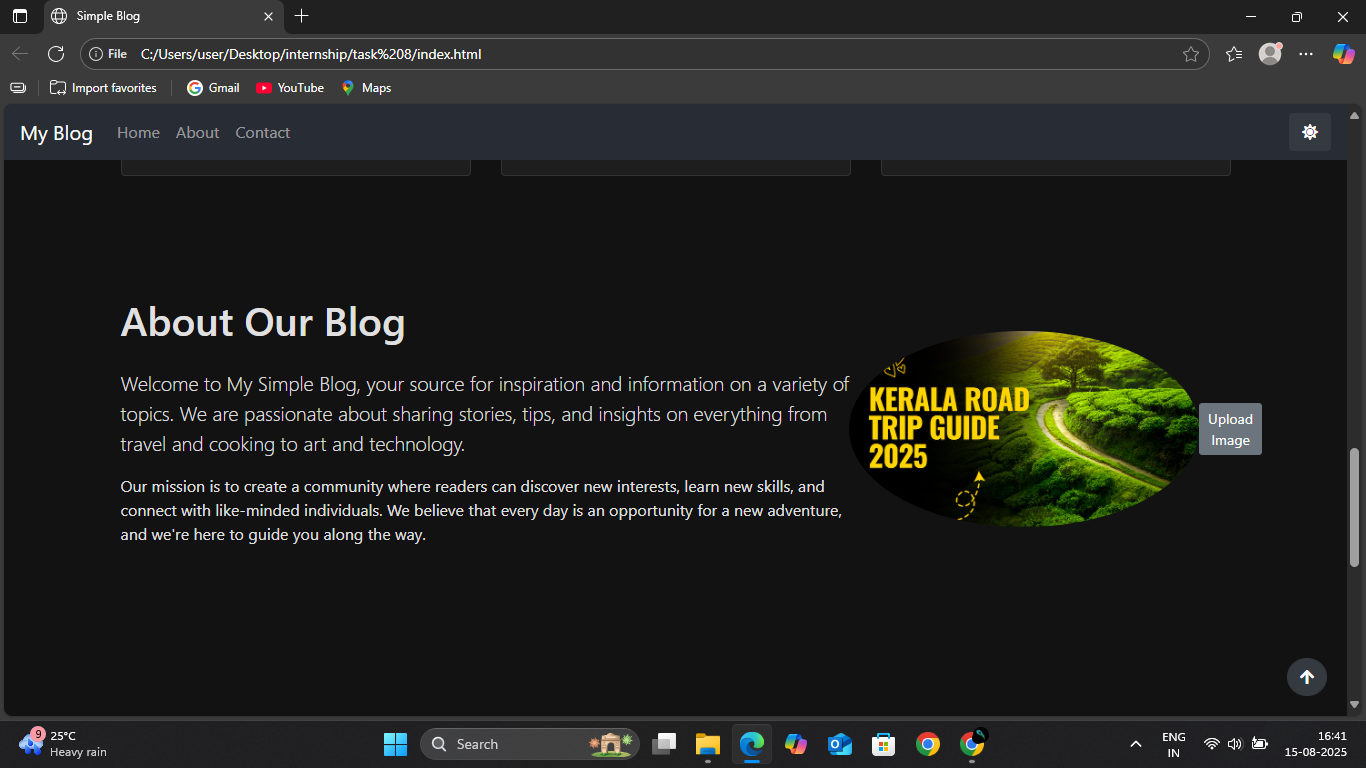 Simple Blog
File C:/Users/user/Desktop/internship/task%208/index.html
Import favorites Gmail YouTube Maps
My Blog Home About Contact
About Our Blog
Welcome to My Simple Blog, your source for inspiration and information on a variety of
topics. We are passionate about sharing stories, tips, and insights on everything from
travel and cooking to art and technology.
Our mission is to create a community where readers can discover new interests, learn new skills, and
connect with like-minded individuals. We believe that every day is an opportunity for a new adventure,
and we're here to guide you along the way.
KERALA ROAD
TRIP GUIDE
2025
Upload
Image
9
25°C
Heavy rain
Search
ENG
IN
16:41
15-08-2025